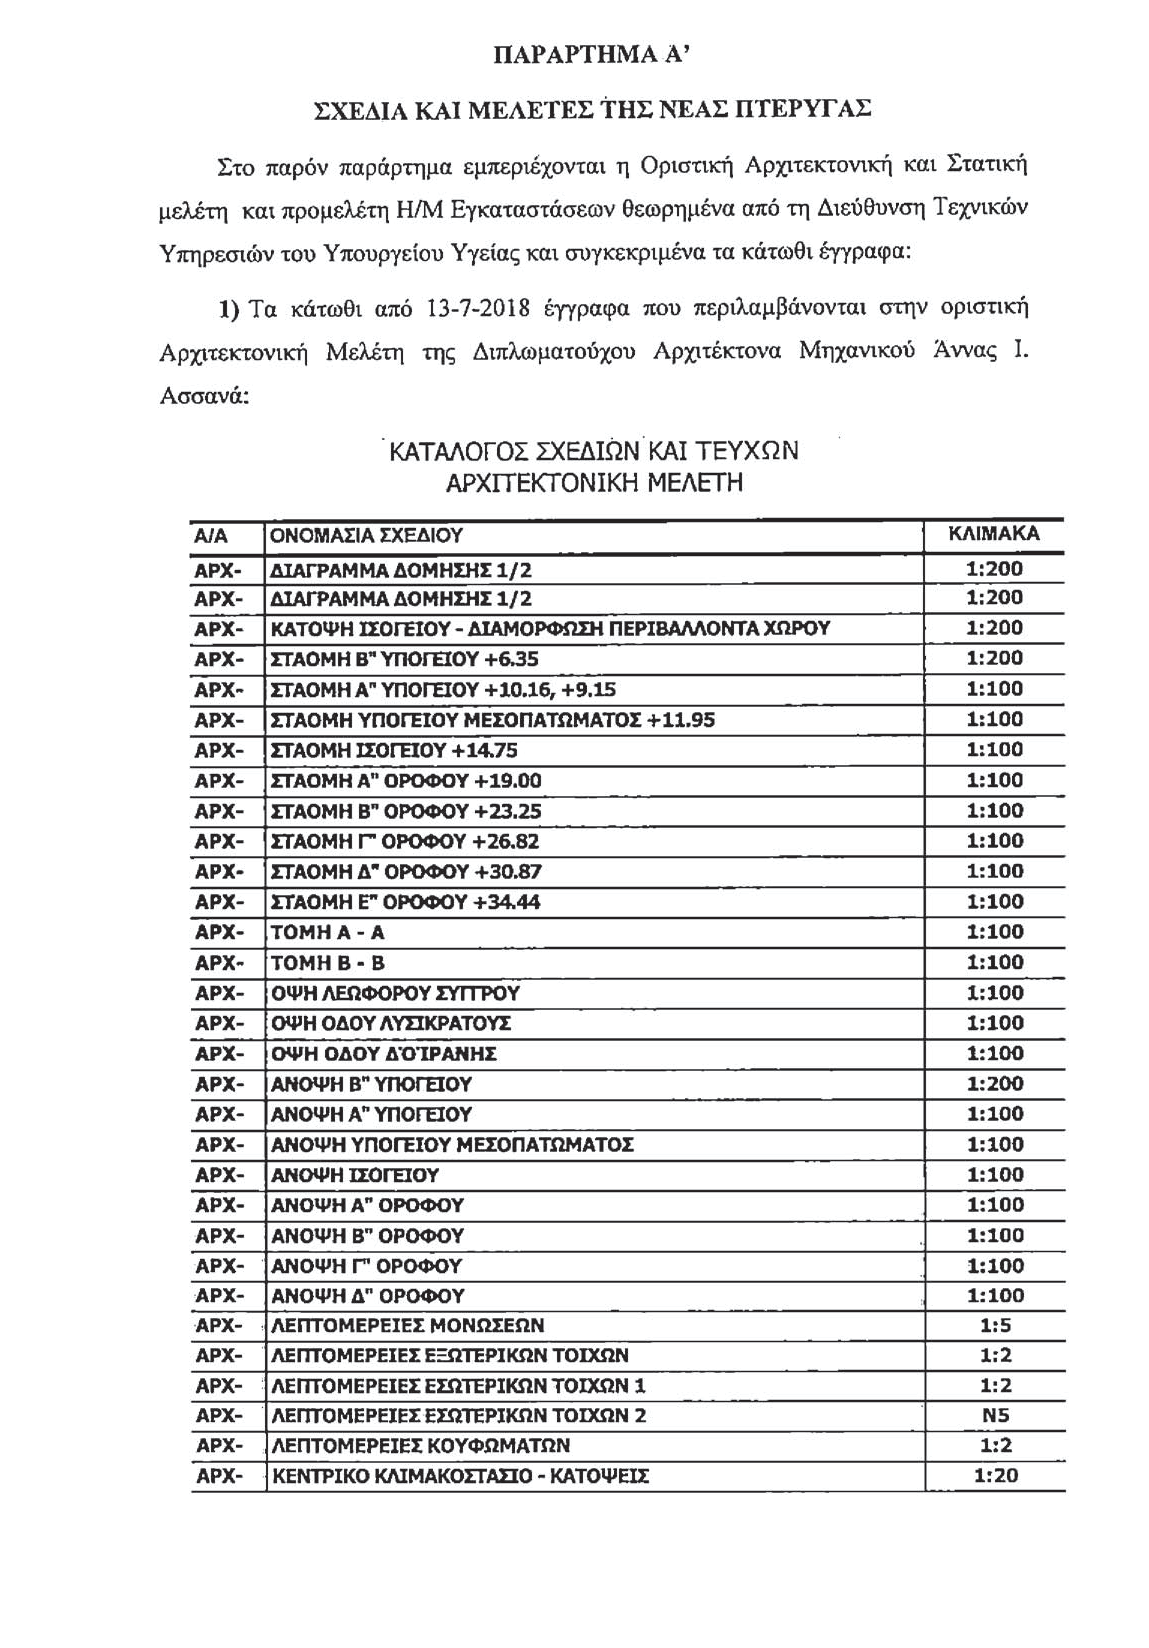 ΠΑΡΑΡΤΗΜΑ Α'
ΣΧΕΔΙΑ ΚΑΙ ΜΕΛΕΤΕΣ ΤΗΣ ΝΕΑΣ ΠΤΕΡΥΓΑΣ
Στο παρόν παράρτημα εμπεριέχονται η Οριστική Αρχιτεκτονική και Στατική
μελέτη και προμελέτη Η/Μ Εγκαταστάσεων θεωρημένα από τη Διεύθυνση Τεχνικών
Υπηρεσιών του Υπουργείου Υγείας και συγκεκριμένα τα κάτωθι έγγραφα:
1) Τα κάτωθι από 13-7-2018 έγγραφα που περιλαμβάνονται στην οριστική
Αρχιτεκτονική Μελέτη της Διπλωματούχου Αρχιτέκτονα Μηχανικού Άννας Ι.
Ασσανά:
ΚΑΤΑΛΟΓΟΣ ΣΧΕΔΙΩΝ ΚΑΙ ΤΕΥΧΩΝ
ΑΡΧΙΤΕΚΤΟΝΙΚΗ ΜΕΛΕΤΗ
Α/Α ΟΝΟΜΑΣΙΑ ΣΧΕΔΙΟΥ ΚΛΙΜΑΚΑ
ΑΡΧ- ΔΙΑΓΡΑΜΜΑ ΔΟΜΗΣΗΣ 1/2 1:200
ΑΡΧ- ΔΙΑΓΡΑΜΜΑ ΔΟΜΗΣΗΣ 1/2 1:200
ΑΡΧ- ΚΑΤΟΨΗ ΙΣΟΓΕΙΟΥ - ΔΙΑΜΟΡΦΩΣΗ ΠΕΡΙΒΑΛΛΟΝΤΑ ΧΩΡΟΥ 1:200
ΑΡΧ- ΣΤΑΟΜΗ Β" ΥΠΟΓΕΙΟΥ +6.35 1:200
ΑΡΧ- ΣΤΑΟΜΗ Α" ΥΠΟΓΕΙΟΥ +10.16, +9.15 1:100
ΑΡΧ- ΣΤΑΟΜΗ ΥΠΟΓΕΙΟΥ ΜΕΣΟΠΑΤΩΜΑΤΟΣ +11.95 1:100
ΑΡΧ- ΣΤΑΟΜΗ ΙΣΟΓΕΙΟΥ +14.75 1:100
ΑΡΧ- ΣΤΑΟΜΗ Α" ΟΡΟΦΟΥ +19.00 1:100
ΑΡΧ- ΣΤΑΟΜΗ Β" ΟΡΟΦΟΥ +23.25 1:100
ΑΡΧ- ΣΤΑΟΜΗ Γ" ΟΡΟΦΟΥ +26.82 1:100
ΑΡΧ- ΣΤΑΟΜΗ Δ" ΟΡΟΦΟΥ +30.87 1:100
ΑΡΧ- ΣΤΑΟΜΗ Ε" ΟΡΟΦΟΥ +34.44 1:100
ΑΡΧ- ΤΟΜΗ Α - Α 1:100
ΑΡΧ- ΤΟΜΗ Β - Β 1:100
ΑΡΧ- ΟΨΗ ΛΕΩΦΟΡΟΥ ΣΥΓΓΡΟΥ 1:100
ΑΡΧ- ΟΨΗ ΟΔΟΥ ΛΥΣΙΚΡΑΤΟΥΣ 1:100
ΑΡΧ- ΟΨΗ ΟΔΟΥ ΔΟΪΡΑΝΗΣ 1:100
ΑΡΧ- ΑΝΟΨΗ Β" ΥΠΟΓΕΙΟΥ 1:200
ΑΡΧ- ΑΝΟΨΗ Α" ΥΠΟΓΕΙΟΥ 1:100
ΑΡΧ- ΑΝΟΨΗ ΥΠΟΓΕΙΟΥ ΜΕΣΟΠΑΤΩΜΑΤΟΣ 1:100
ΑΡΧ- ΑΝΟΨΗ ΙΣΟΓΕΙΟΥ 1:100
ΑΡΧ- ΑΝΟΨΗ Α" ΟΡΟΦΟΥ 1:100
ΑΡΧ- ΑΝΟΨΗ Β" ΟΡΟΦΟΥ 1:100
ΑΡΧ- ΑΝΟΨΗ Γ" ΟΡΟΦΟΥ 1:100
ΑΡΧ- ΑΝΟΨΗ Δ" ΟΡΟΦΟΥ 1:100
ΑΡΧ- ΛΕΠΤΟΜΕΡΕΙΕΣ ΜΟΝΩΣΕΩΝ 1:5
ΑΡΧ- ΛΕΠΤΟΜΕΡΕΙΕΣ ΕΞΩΤΕΡΙΚΩΝ ΤΟΙΧΩΝ 1:2
ΑΡΧ- ΛΕΠΤΟΜΕΡΕΙΕΣ ΕΣΩΤΕΡΙΚΩΝ ΤΟΙΧΩΝ 1 1:2
ΑΡΧ- ΛΕΠΤΟΜΕΡΕΙΕΣ ΕΣΩΤΕΡΙΚΩΝ ΤΟΙΧΩΝ 2 N5
ΑΡΧ- ΛΕΠΤΟΜΕΡΕΙΕΣ ΚΟΥΦΩΜΑΤΩΝ 1:2
ΑΡΧ- ΚΕΝΤΡΙΚΟ ΚΛΙΜΑΚΟΣΤΑΣΙΟ - ΚΑΤΟΨΕΙΣ 1:20